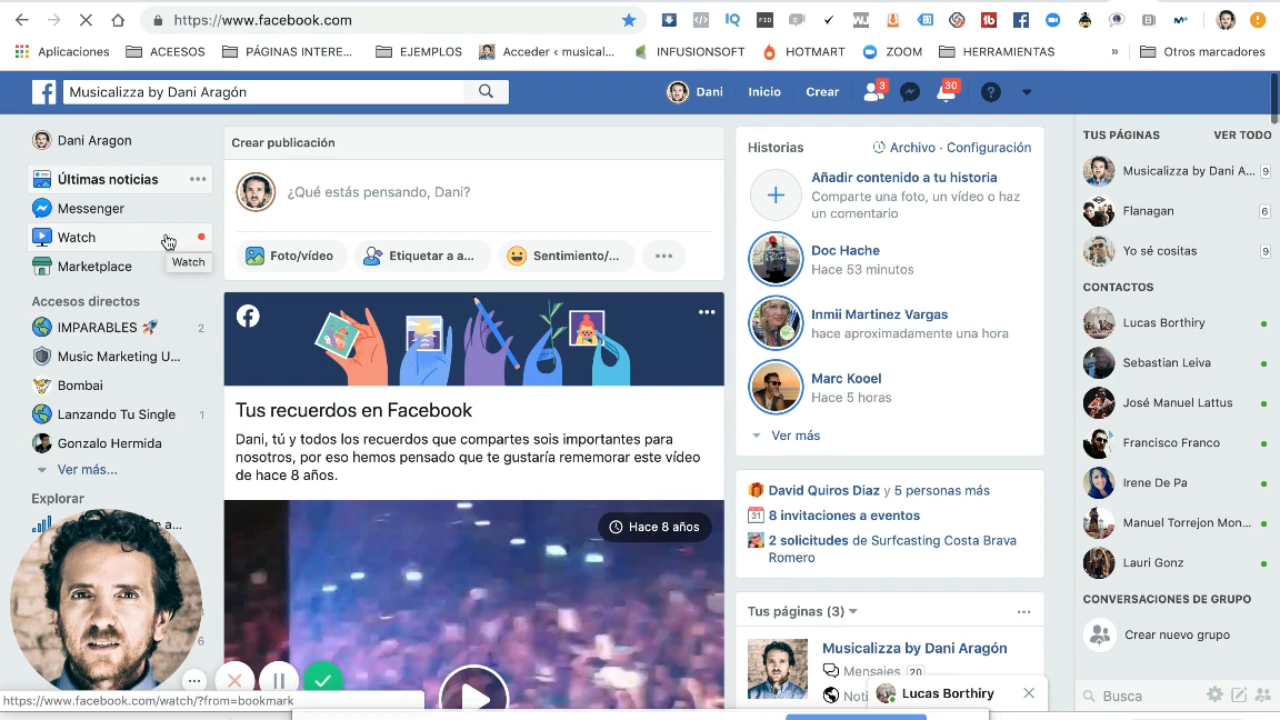 https://www.facebook.com
Aplicaciones
ACEESOS
PÁGINAS INTERE...
EJEMPLOS
Acceder ‹ musical...
INFUSIONSOFT
HOTMART
ZOOM
HERRAMIENTAS
»
Otros marcadores
Musicalizza by Dani Aragón
Dani
Inicio
Crear
3
30
Dani Aragon
Últimas noticias
Messenger
Watch
Watch
Marketplace
Accesos directos
IMPARABLES 🚀 2
Music Marketing U...
Bombai
Lanzando Tu Single 1
Gonzalo Hermida
Ver más...
Explorar
a...
6
Crear publicación
¿Qué estás pensando, Dani?
Foto/vídeo
Etiquetar a a...
Sentimiento/...
Tus recuerdos en Facebook
Dani, tú y todos los recuerdos que compartes sois importantes para
nosotros, por eso hemos pensado que te gustaría rememorar este vídeo
de hace 8 años.
Hace 8 años
Historias
Archivo · Configuración
Añadir contenido a tu historia
Comparte una foto, un vídeo o haz
un comentario
Doc Hache
Hace 53 minutos
Inmii Martinez Vargas
hace aproximadamente una hora
Marc Kooel
Hace 5 horas
Ver más
David Quiros Diaz y 5 personas más
31 8 invitaciones a eventos
2 solicitudes de Surfcasting Costa Brava
Romero
Tus páginas (3)
Musicalizza by Dani Aragón
Mensajes 20
Noti
Lucas Borthiry
TUS PÁGINAS
VER TODO
Musicalizza by Dani A... 9
Flanagan 6
Yo sé cositas 9
CONTACTOS
Lucas Borthiry
Sebastian Leiva
José Manuel Lattus
Francisco Franco
Irene De Pa
Manuel Torrejon Mon...
Lauri Gonz
CONVERSACIONES DE GRUPO
Crear nuevo grupo
Busca
https://www.facebook.com/watch/?from=bookmark